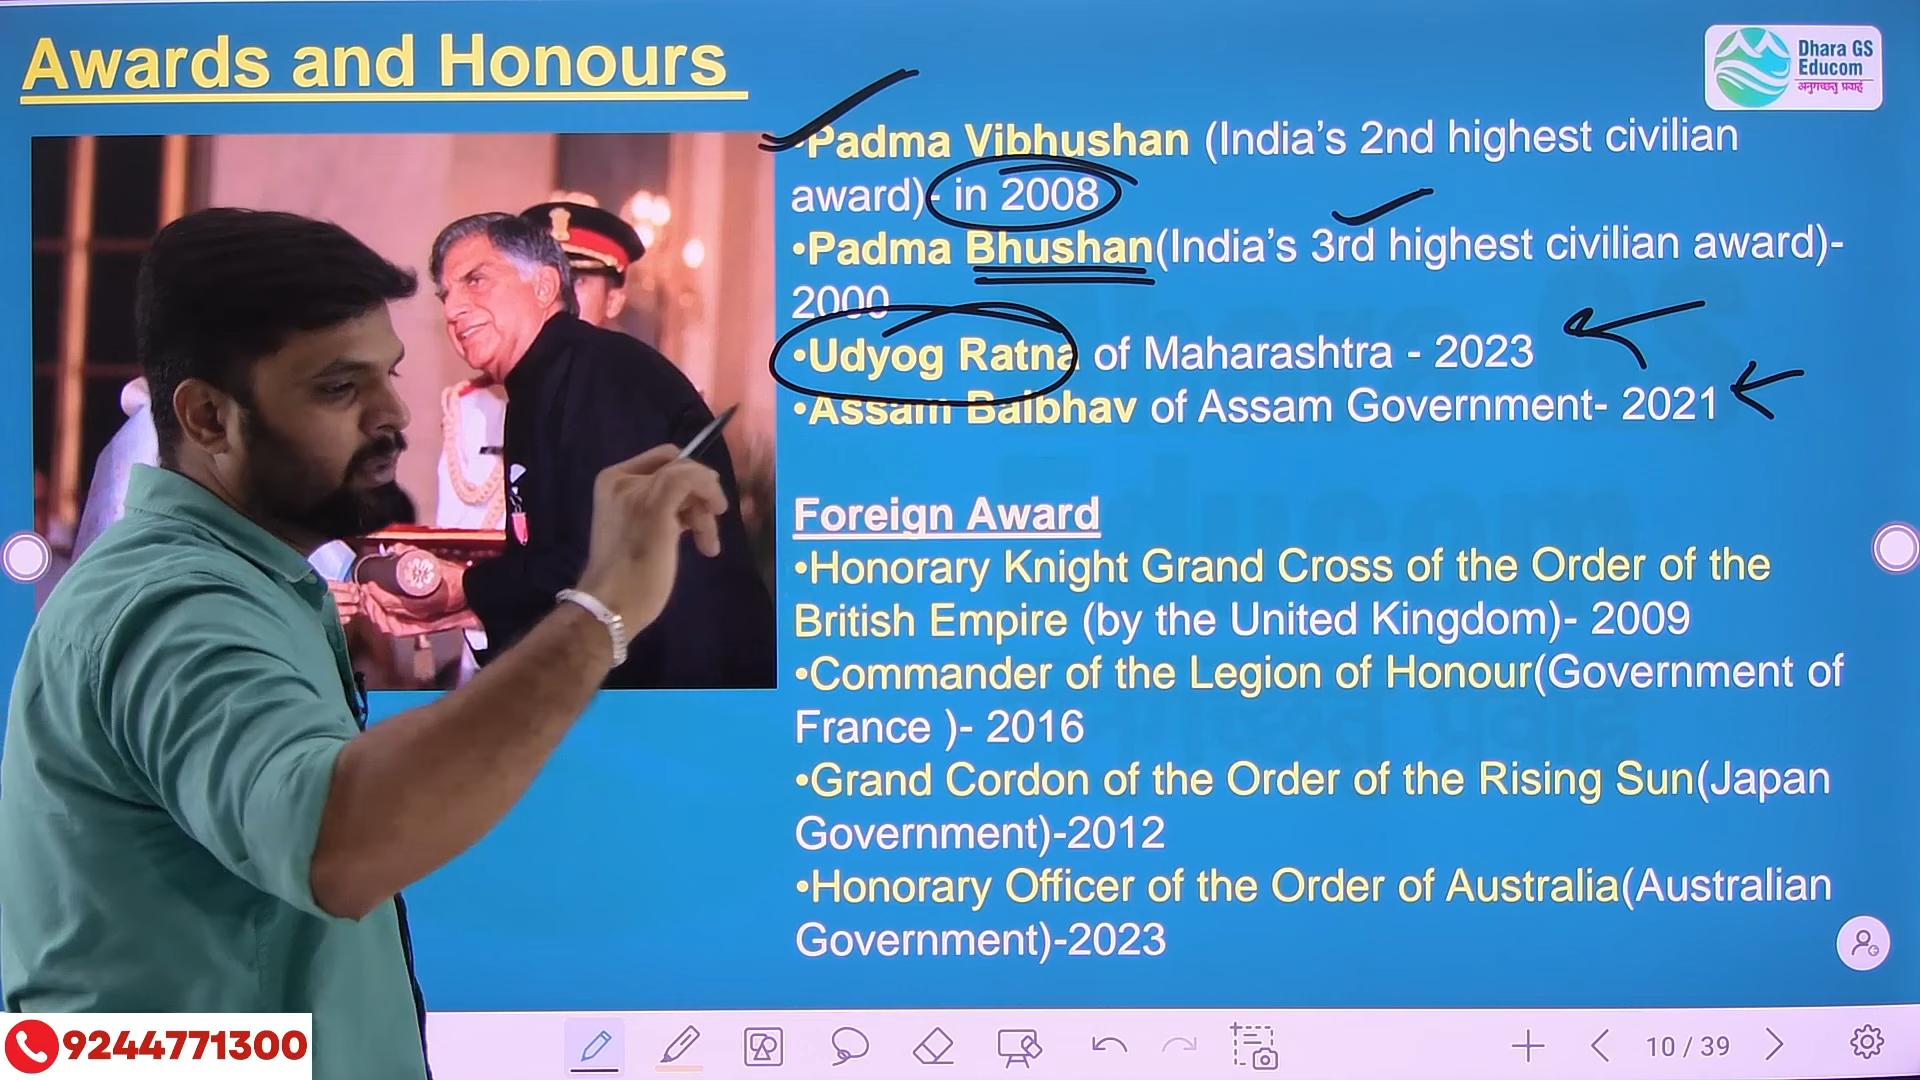 Awards and Honours
Dhara GS
Educom
अनुगच्छतु प्रवाहं
•Padma Vibhushan (India’s 2nd highest civilian
award)- in 2008
•Padma Bhushan(India’s 3rd highest civilian award)-
2000
•Udyog Ratna of Maharashtra - 2023
•Assam Baibhav of Assam Government- 2021
Foreign Award
•Honorary Knight Grand Cross of the Order of the
British Empire (by the United Kingdom)- 2009
•Commander of the Legion of Honour(Government of
France )- 2016
•Grand Cordon of the Order of the Rising Sun(Japan
Government)-2012
•Honorary Officer of the Order of Australia(Australian
Government)-2023
9244771300
10 / 39